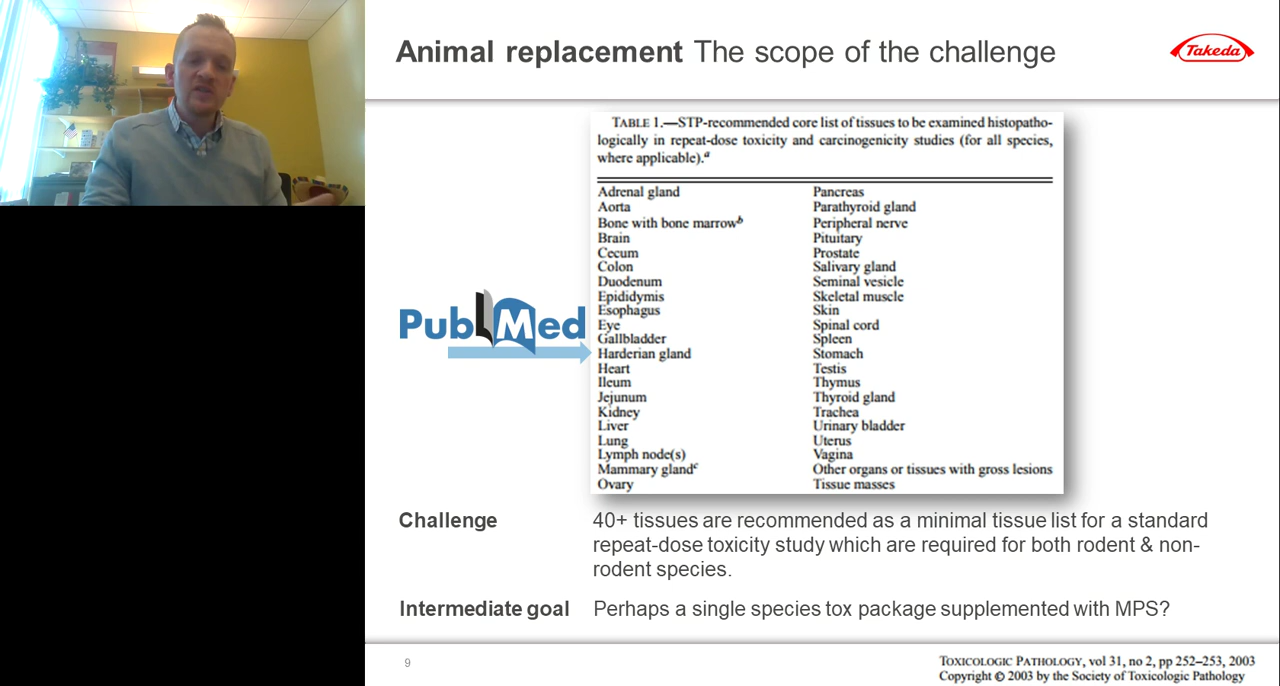 Animal replacement The scope of the challenge
Takeda
TABLE 1.—STP-recommended core list of tissues to be examined histopatho-
logically in repeat-dose toxicity and carcinogenicity studies (for all species,
where applicable).a
Adrenal gland
Aorta
Bone with bone marrowb
Brain
Cecum
Colon
Duodenum
Epididymis
Esophagus
Eye
Gallbladder
Harderian gland
Heart
Ileum
Jejunum
Kidney
Liver
Lung
Lymph node(s)
Mammary glandc
Ovary
Pancreas
Parathyroid gland
Peripheral nerve
Pituitary
Prostate
Salivary gland
Seminal vesicle
Skeletal muscle
Skin
Spinal cord
Spleen
Stomach
Testis
Thymus
Thyroid gland
Trachea
Urinary bladder
Uterus
Vagina
Other organs or tissues with gross lesions
Tissue masses
PubMed
Challenge
40+ tissues are recommended as a minimal tissue list for a standard
repeat-dose toxicity study which are required for both rodent & non-
rodent species.
Intermediate goal
Perhaps a single species tox package supplemented with MPS?
9
TOXICOLOGIC PATHOLOGY, vol 31, no 2, pp 252–253, 2003
Copyright © 2003 by the Society of Toxicologic Pathology